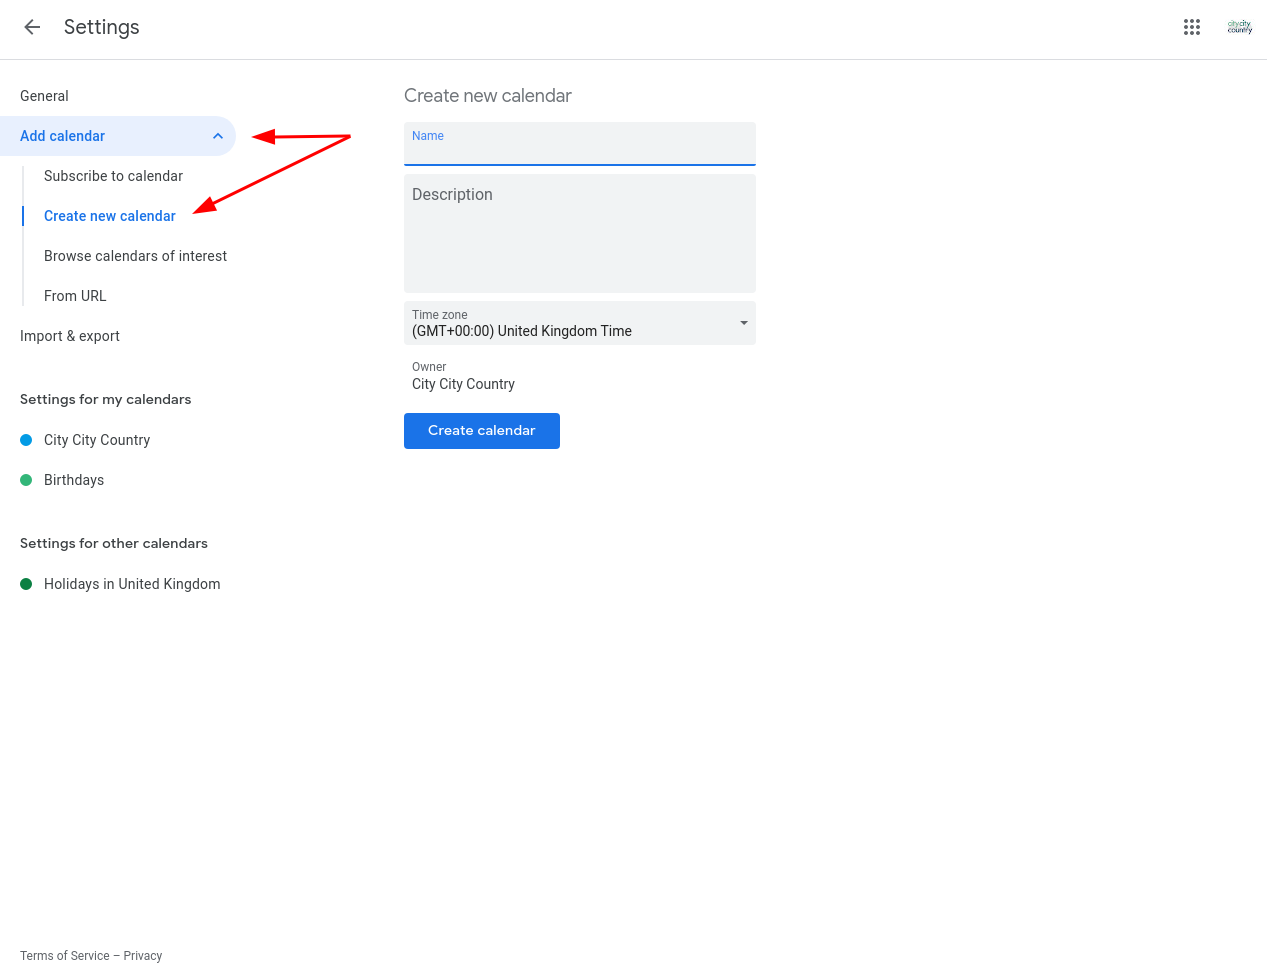 Settings
citycity
country
General
Add calendar
Subscribe to calendar
Create new calendar
Browse calendars of interest
From URL
Import & export
Settings for my calendars
City City Country
Birthdays
Settings for other calendars
Holidays in United Kingdom
Create new calendar
Name
Description
Time zone
(GMT+00:00) United Kingdom Time
Owner
City City Country
Create calendar
Terms of Service – Privacy